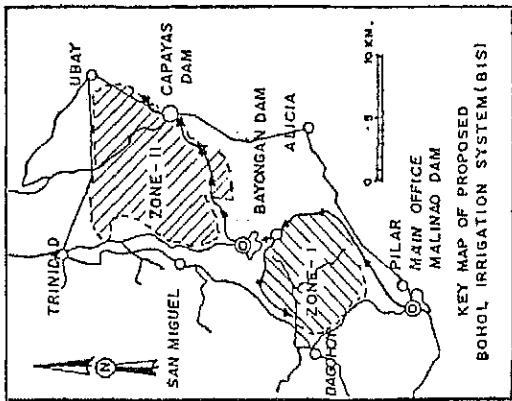 UBAY
TRINIDAD
CAPAYAS
DAM
ZONE-II
SAN MIGUEL
N
BAYONGAN DAM
ALICIA
ZONE-I
DAGOHOY
PILAR
MAIN OFFICE
MALINAO DAM
0 5 10 KM.
KEY MAP OF PROPOSED
BOHOL IRRIGATION SYSTEM(BIS)